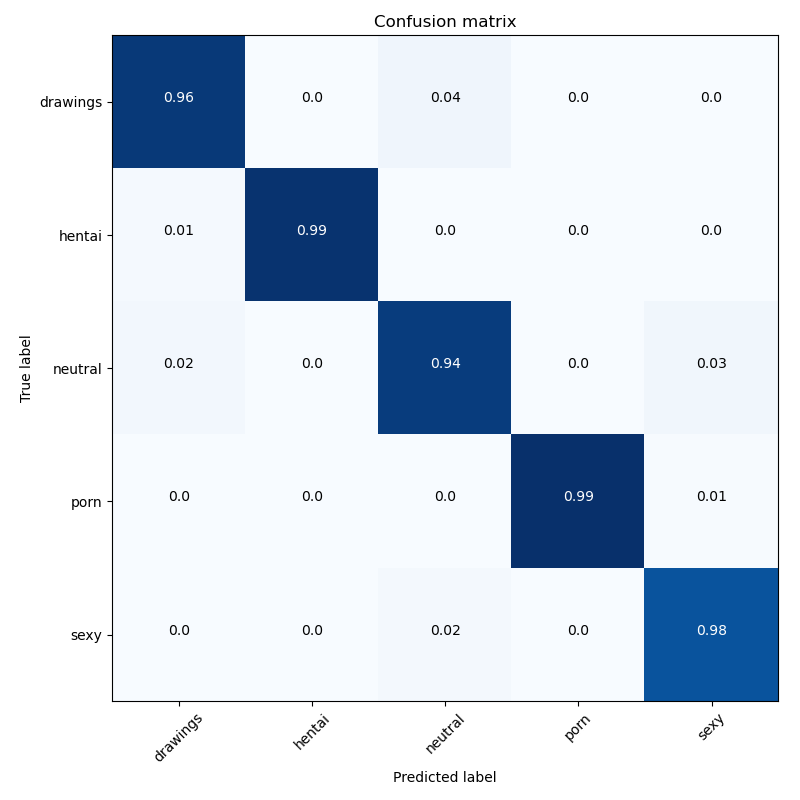 Confusion matrix
drawings 0.96 0.0 0.04 0.0 0.0
hentai 0.01 0.99 0.0 0.0 0.0
neutral 0.02 0.0 0.94 0.0 0.03
porn 0.0 0.0 0.0 0.99 0.01
sexy 0.0 0.0 0.02 0.0 0.98
True label
drawings hentai neutral porn sexy
Predicted label